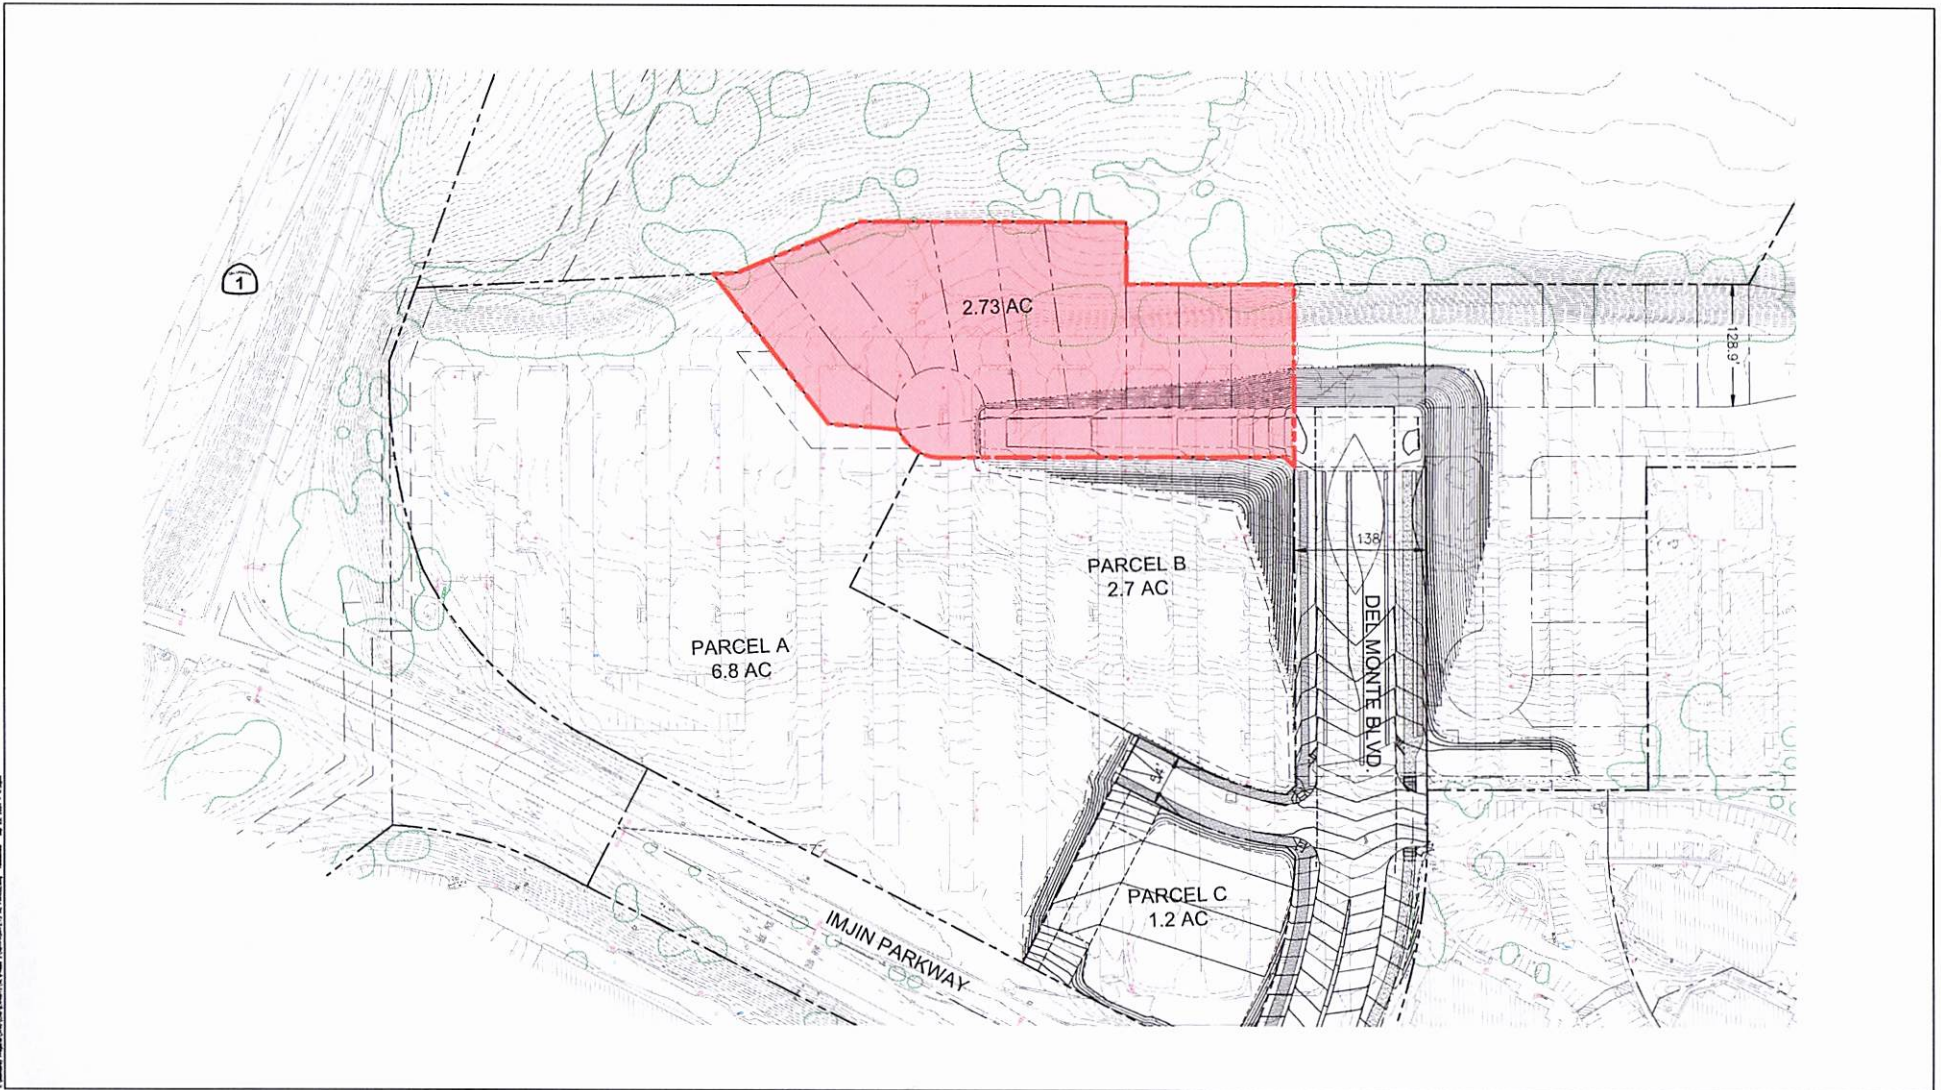 1
2.73 AC
128.9'
138
PARCEL B
2.7 AC
PARCEL A
6.8 AC
DEL MONTE BLVD.
PARCEL C
1.2 AC
IMJIN PARKWAY